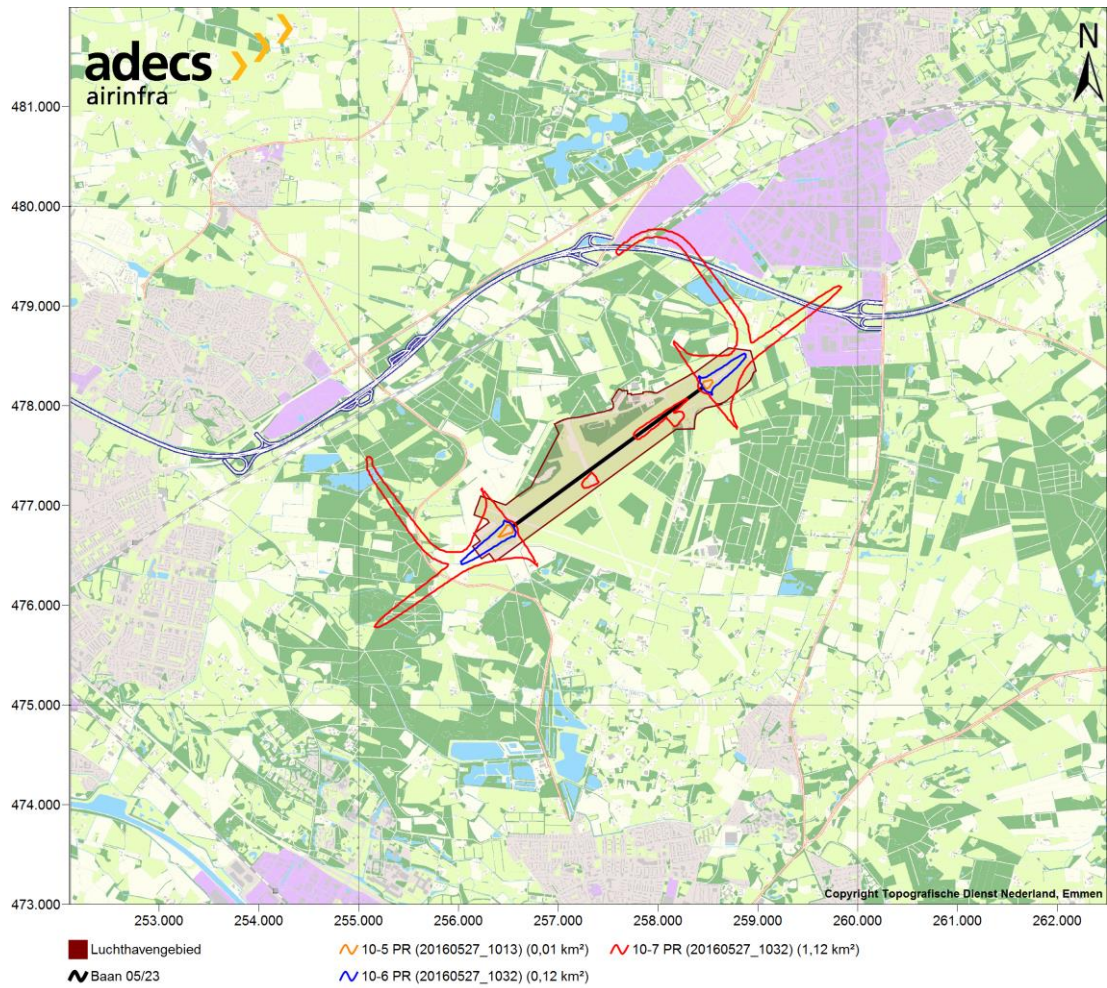 adecs
airinfra
N
481.000
480.000
479.000
478.000
477.000
476.000
475.000
474.000
473.000
Copyright Topografische Dienst Nederland, Emmen
253.000 254.000 255.000 256.000 257.000 258.000 259.000 260.000 261.000 262.000
Luchthavengebied 10-5 PR (20160527_1013) (0,01 km²) 10-7 PR (20160527_1032) (1,12 km²)
Baan 05/23 10-6 PR (20160527_1032) (0,12 km²)